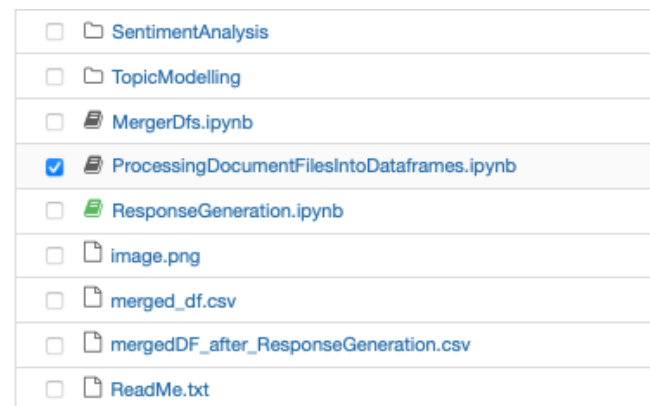 SentimentAnalysis
TopicModelling
MergerDfs.ipynb
ProcessingDocumentFilesIntoDataframes.ipynb
ResponseGeneration.ipynb
image.png
merged_df.csv
mergedDF_after_ResponseGeneration.csv
ReadMe.txt